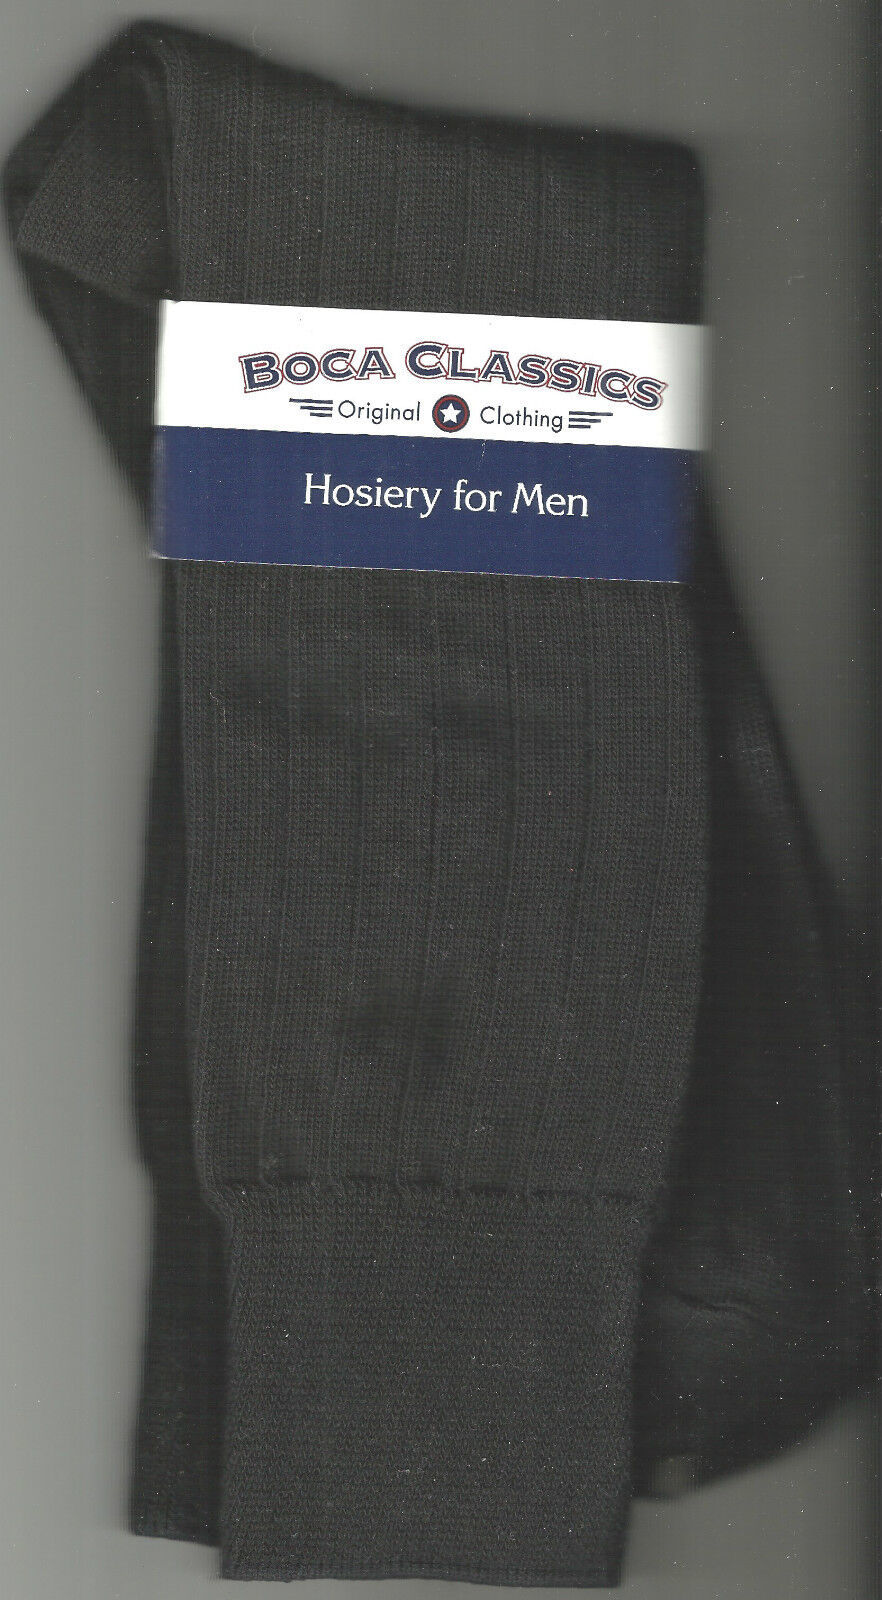 BOCA CLASSICS
Original Clothing
Hosiery for Men